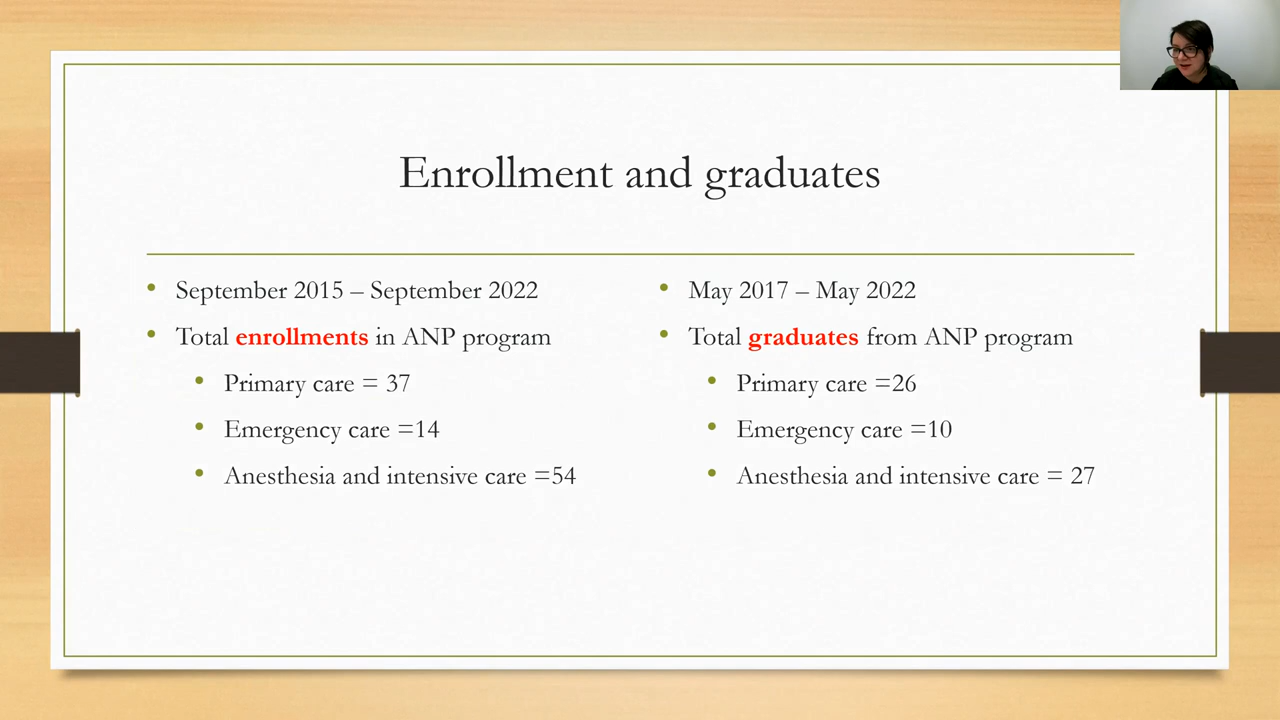 Enrollment and graduates
• September 2015 – September 2022
• Total enrollments in ANP program
• Primary care = 37
• Emergency care =14
• Anesthesia and intensive care =54
• May 2017 – May 2022
• Total graduates from ANP program
• Primary care =26
• Emergency care =10
• Anesthesia and intensive care = 27